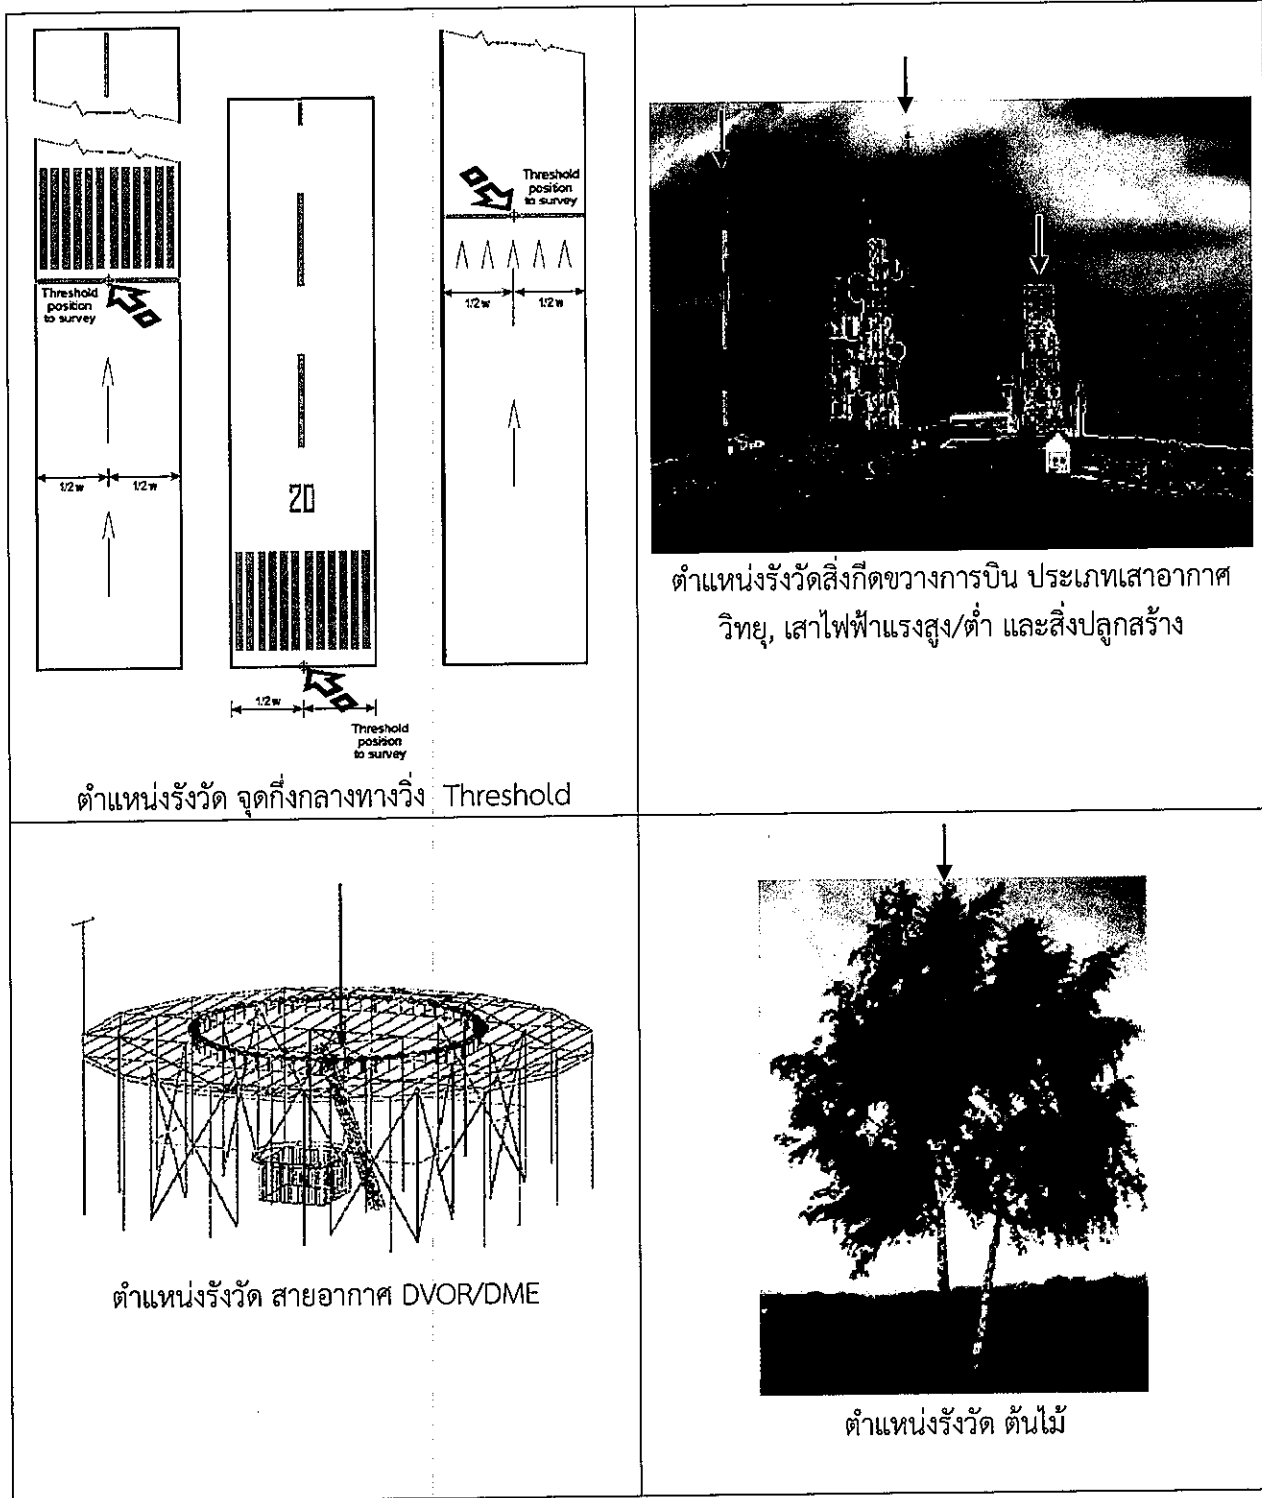 Threshold
position
to survey
1/2 w
1/2 w
20
1/2 w
Threshold
position
to survey
Threshold
position
to survey
1/2 w
1/2 w
ตำแหน่งรังวัด จุดกึ่งกลางทางวิ่ง Threshold
ตำแหน่งรังวัดสิ่งกีดขวางการบิน ประเภทเสาอากาศ
วิทยุ, เสาไฟฟ้าแรงสูง/ต่ำ และสิ่งปลูกสร้าง
ตำแหน่งรังวัด สายอากาศ DVOR/DME
ตำแหน่งรังวัด ต้นไม้